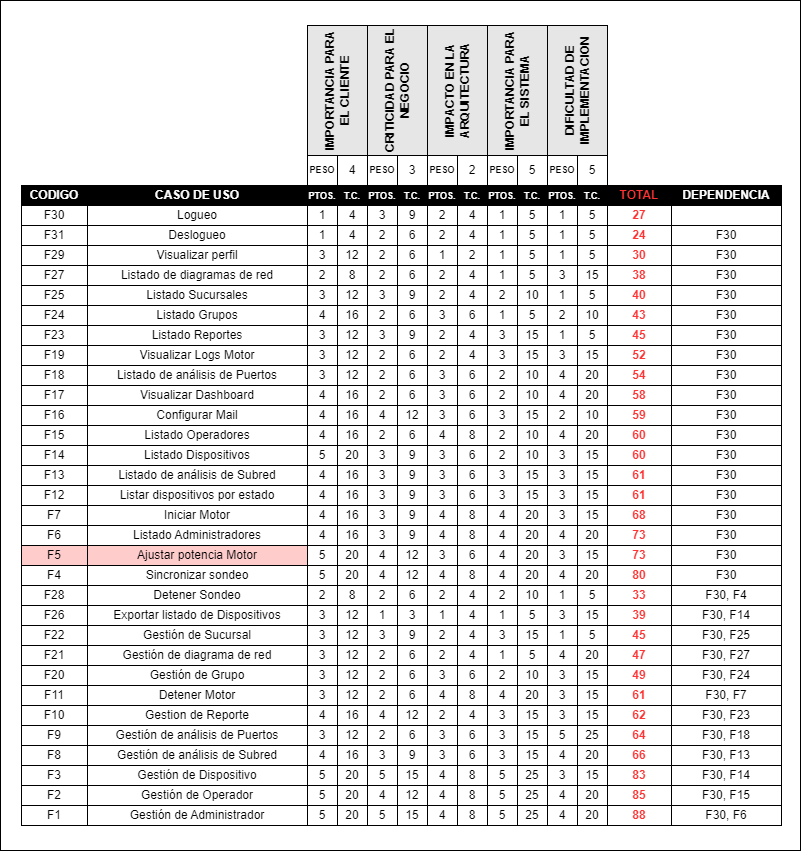 IMPORTANCIA PARA EL CLIENTE
CRITICIDAD PARA EL NEGOCIO
IMPACTO EN LA ARQUITECTURA
IMPORTANCIA PARA EL SISTEMA
DIFICULTAD DE IMPLEMENTACION
PESO 4 PESO 3 PESO 2 PESO 5 PESO 5
CODIGO CASO DE USO PTOS. T.C. PTOS. T.C. PTOS. T.C. PTOS. T.C. PTOS. T.C. TOTAL DEPENDENCIA
F30 Logueo 1 4 3 9 2 4 1 5 1 5 27
F31 Deslogueo 1 4 2 6 2 4 1 5 1 5 24 F30
F29 Visualizar perfil 3 12 2 6 1 2 1 5 1 5 30 F30
F27 Listado de diagramas de red 2 8 2 6 2 4 1 5 3 15 38 F30
F25 Listado Sucursales 3 12 3 9 2 4 2 10 1 5 40 F30
F24 Listado Grupos 4 16 2 6 3 6 1 5 2 10 43 F30
F23 Listado Reportes 3 12 3 9 2 4 3 15 1 5 45 F30
F19 Visualizar Logs Motor 3 12 2 6 2 4 3 15 3 15 52 F30
F18 Listado de análisis de Puertos 3 12 2 6 3 6 2 10 4 20 54 F30
F17 Visualizar Dashboard 4 16 2 6 3 6 2 10 4 20 58 F30
F16 Configurar Mail 4 16 4 12 3 6 3 15 2 10 59 F30
F15 Listado Operadores 4 16 2 6 4 8 2 10 4 20 60 F30
F14 Listado Dispositivos 5 20 3 9 3 6 2 10 3 15 60 F30
F13 Listado de análisis de Subred 4 16 3 9 3 6 3 15 3 15 61 F30
F12 Listar dispositivos por estado 4 16 3 9 3 6 3 15 3 15 61 F30
F7 Iniciar Motor 4 16 3 9 4 8 4 20 3 15 68 F30
F6 Listado Administradores 4 16 3 9 4 8 4 20 4 20 73 F30
F5 Ajustar potencia Motor 5 20 4 12 3 6 4 20 3 15 73 F30
F4 Sincronizar sondeo 5 20 4 12 4 8 4 20 4 20 80 F30
F28 Detener Sondeo 2 8 2 6 2 4 2 10 1 5 33 F30, F4
F26 Exportar listado de Dispositivos 3 12 1 3 1 4 1 5 3 15 39 F30, F14
F22 Gestión de Sucursal 3 12 3 9 2 4 3 15 1 5 45 F30, F25
F21 Gestión de diagrama de red 3 12 2 6 2 4 1 5 4 20 47 F30, F27
F20 Gestión de Grupo 3 12 2 6 3 6 2 10 3 15 49 F30, F24
F11 Detener Motor 3 12 2 6 4 8 4 20 3 15 61 F30, F7
F10 Gestion de Reporte 4 16 4 12 2 4 3 15 3 15 62 F30, F23
F9 Gestión de análisis de Puertos 3 12 2 6 3 6 3 15 5 25 64 F30, F18
F8 Gestión de análisis de Subred 4 16 3 9 3 6 3 15 4 20 66 F30, F13
F3 Gestión de Dispositivo 5 20 5 15 4 8 5 25 3 15 83 F30, F14
F2 Gestión de Operador 5 20 4 12 4 8 5 25 4 20 85 F30, F15
F1 Gestión de Administrador 5 20 5 15 4 8 5 25 4 20 88 F30, F6